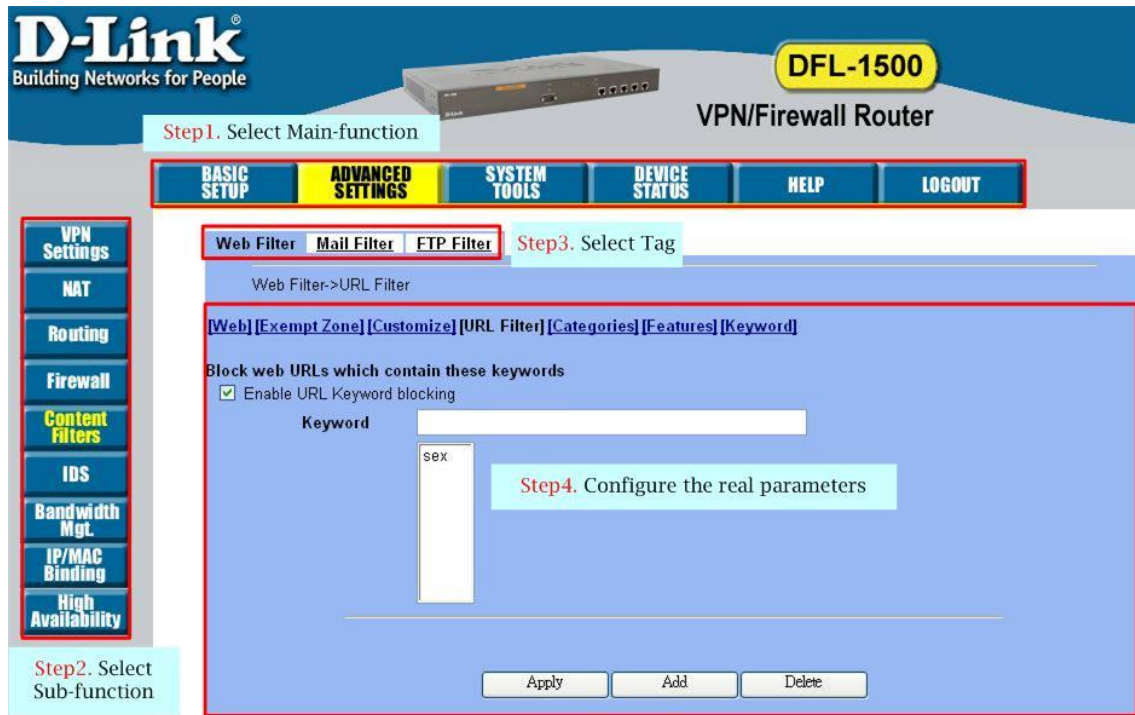 D-Link®
Building Networks for People
DFL-1500
VPN/Firewall Router
Step1. Select Main-function
BASIC SETUP
ADVANCED SETTINGS
SYSTEM TOOLS
DEVICE STATUS
HELP
LOGOUT
VPN Settings
NAT
Routing
Firewall
Content Filters
IDS
Bandwidth Mgt.
IP/MAC Binding
High Availability
Step2. Select
Sub-function
Web Filter Mail Filter FTP Filter
Step3. Select Tag
Web Filter->URL Filter
[Web] [Exempt Zone] [Customize] [URL Filter] [Categories] [Features] [Keyword]
Block web URLs which contain these keywords
Enable URL Keyword blocking
Keyword
sex
Step4. Configure the real parameters
Apply Add Delete